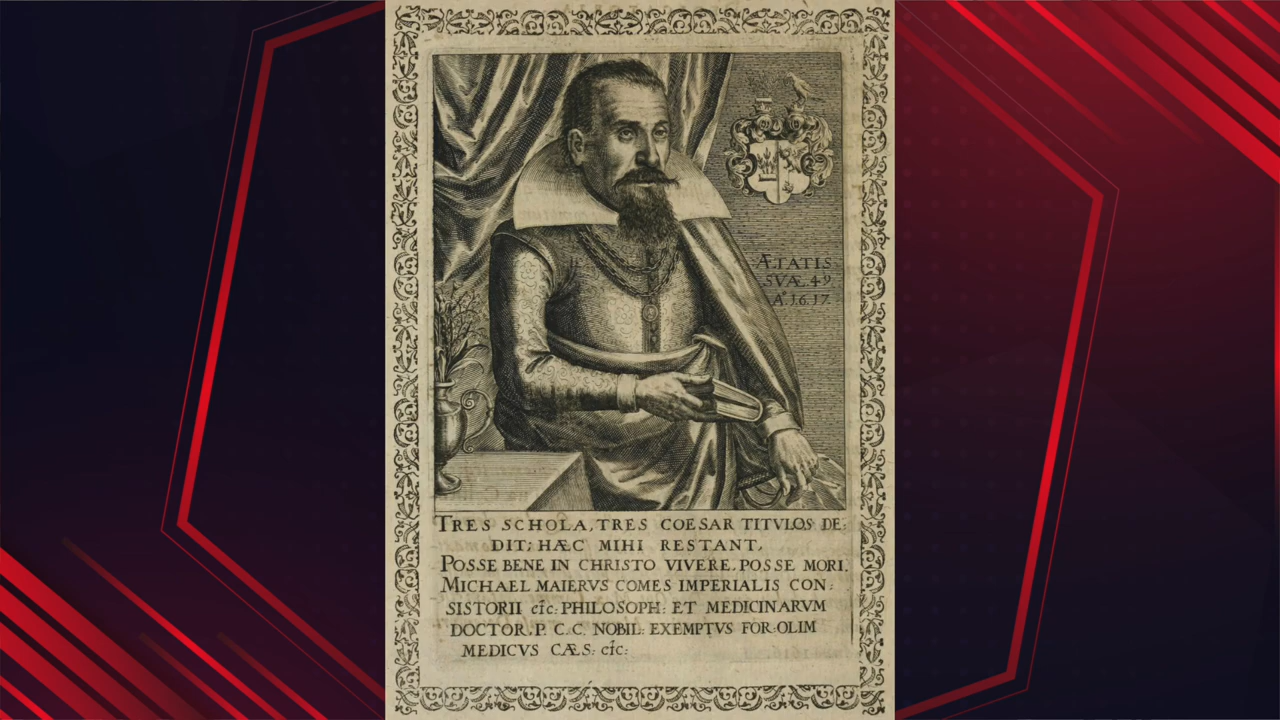 ÆTATIS
SVÆ. 49
Aº. 1617
TRES SCHOLA, TRES COESAR TITVLOS DE:
DIT; HÆC MIHI RESTANT,
POSSE BENE IN CHRISTO VIVERE, POSSE MORI.
MICHAEL MAIERVS COMES IMPERIALIS CON:
SISTORII etc: PHILOSOPH: ET MEDICINARVM
DOCTOR. P. C. C. NOBIL: EXEMPTVS FOR: OLIM
MEDICVS CÆS: etc: